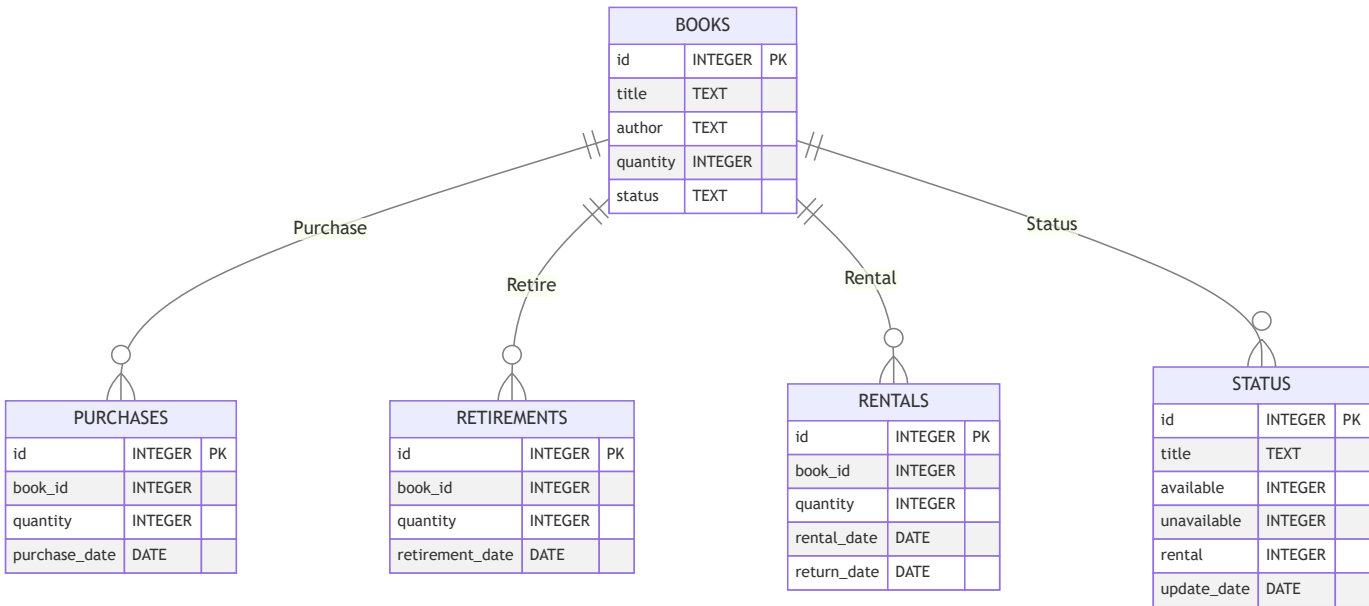 BOOKS
id INTEGER PK
title TEXT
author TEXT
quantity INTEGER
status TEXT
Purchase
Retire
Rental
Status
PURCHASES
id INTEGER PK
book_id INTEGER
quantity INTEGER
purchase_date DATE
RETIREMENTS
id INTEGER PK
book_id INTEGER
quantity INTEGER
retirement_date DATE
RENTALS
id INTEGER PK
book_id INTEGER
quantity INTEGER
rental_date DATE
return_date DATE
STATUS
id INTEGER PK
title TEXT
available INTEGER
unavailable INTEGER
rental INTEGER
update_date DATE